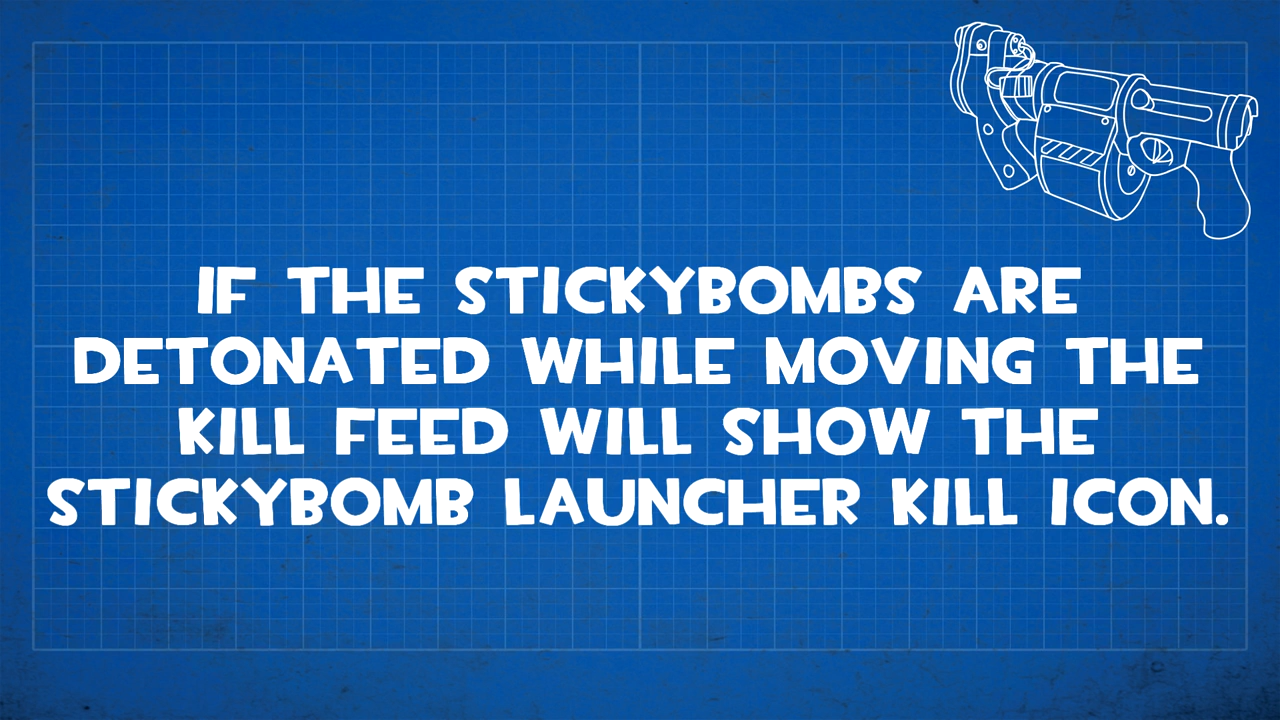 IF THE STICKYBOMBS ARE
DETONATED WHILE MOVING THE
KILL FEED WILL SHOW THE
STICKYBOMB LAUNCHER KILL ICON.